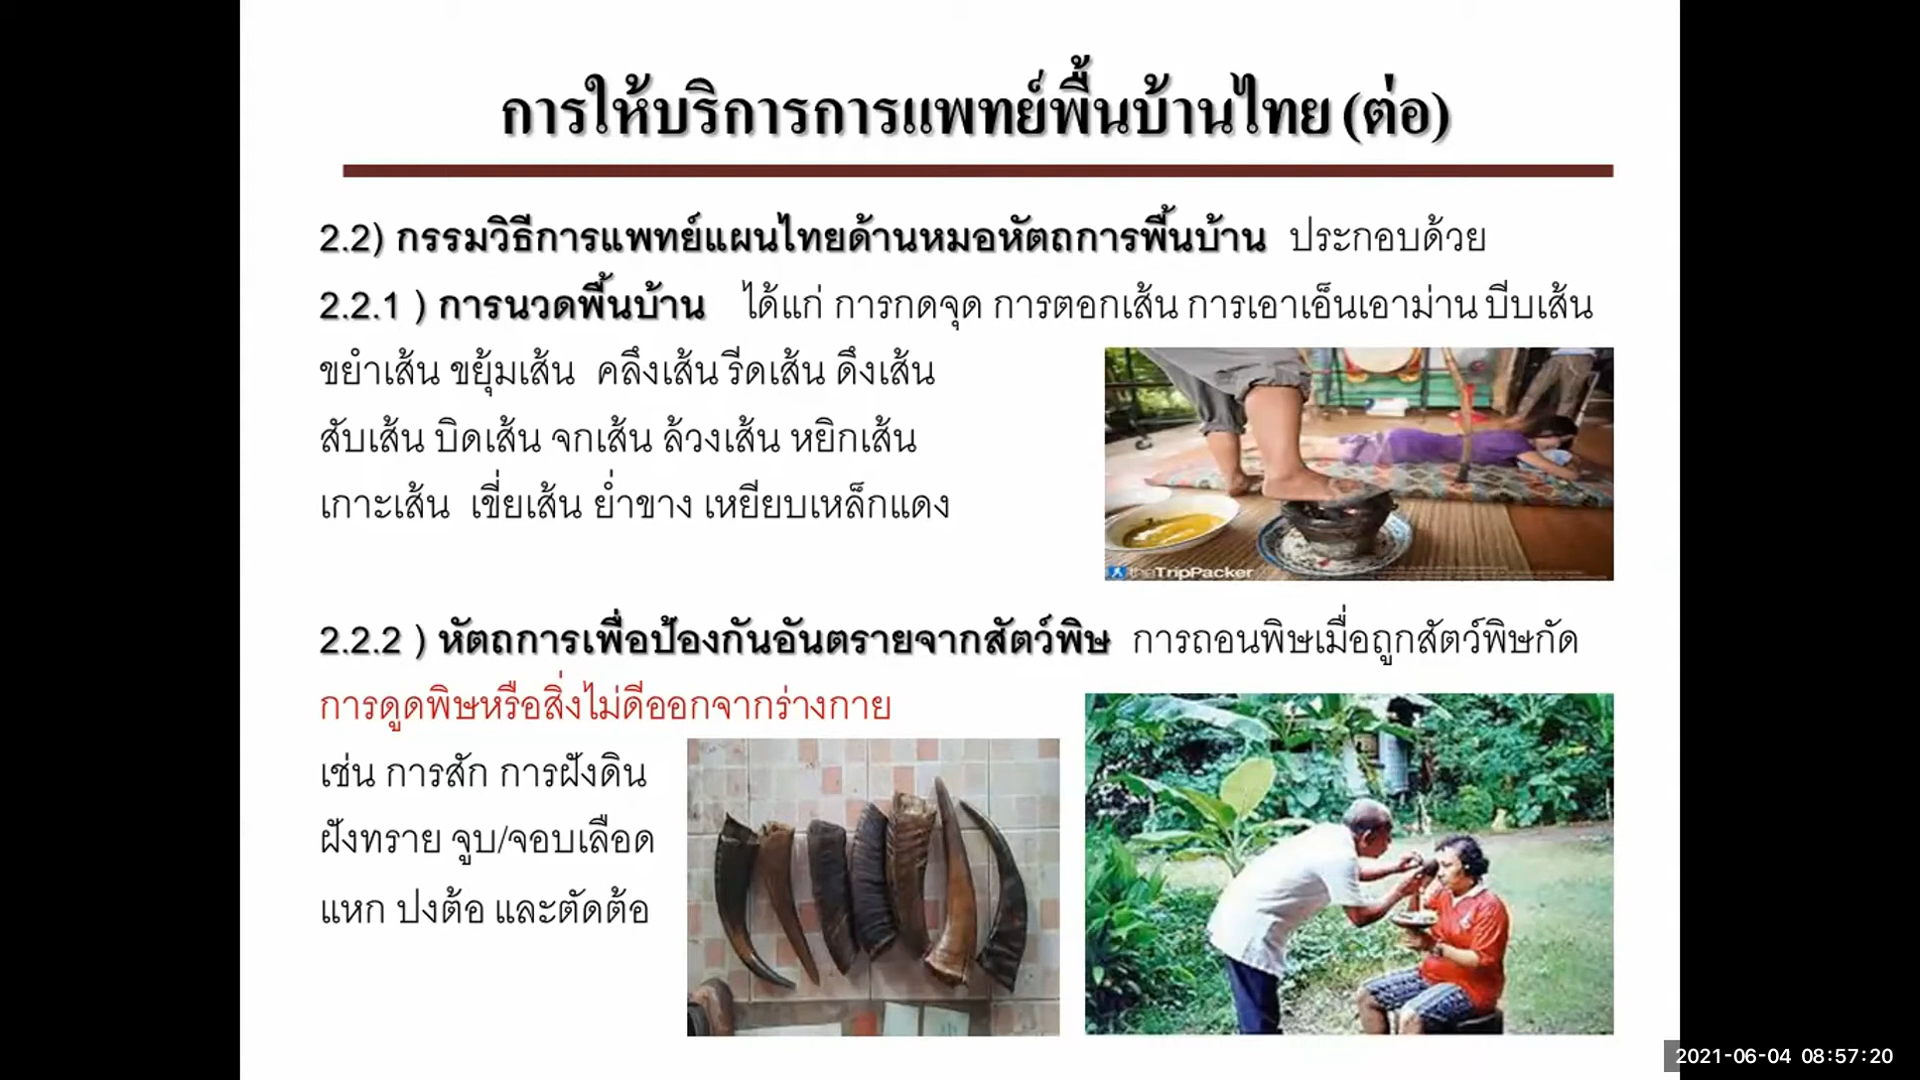 การให้บริการการแพทย์พื้นบ้านไทย (ต่อ)
2.2) กรรมวิธีการแพทย์แผนไทยด้านหมอหัตถการพื้นบ้าน ประกอบด้วย
2.2.1 ) การนวดพื้นบ้าน ได้แก่ การกดจุด การตอกเส้น การเอาเอ็นเอาม่าน บีบเส้น
ขยำเส้น ขยุ้มเส้น คลึงเส้น รีดเส้น ดึงเส้น
สับเส้น บิดเส้น จกเส้น ล้วงเส้น หยิกเส้น
เกาะเส้น เขี่ยเส้น ย่ำขาง เหยียบเหล็กแดง
theTripPacker
2.2.2 ) หัตถการเพื่อป้องกันอันตรายจากสัตว์พิษ การถอนพิษเมื่อถูกสัตว์พิษกัด
การดูดพิษหรือสิ่งไม่ดีออกจากร่างกาย
เช่น การสัก การฝังดิน
ฝังทราย จูบ/จอบเลือด
แหก ปงต้อ และตัดต้อ
2021-06-04 08:57:20